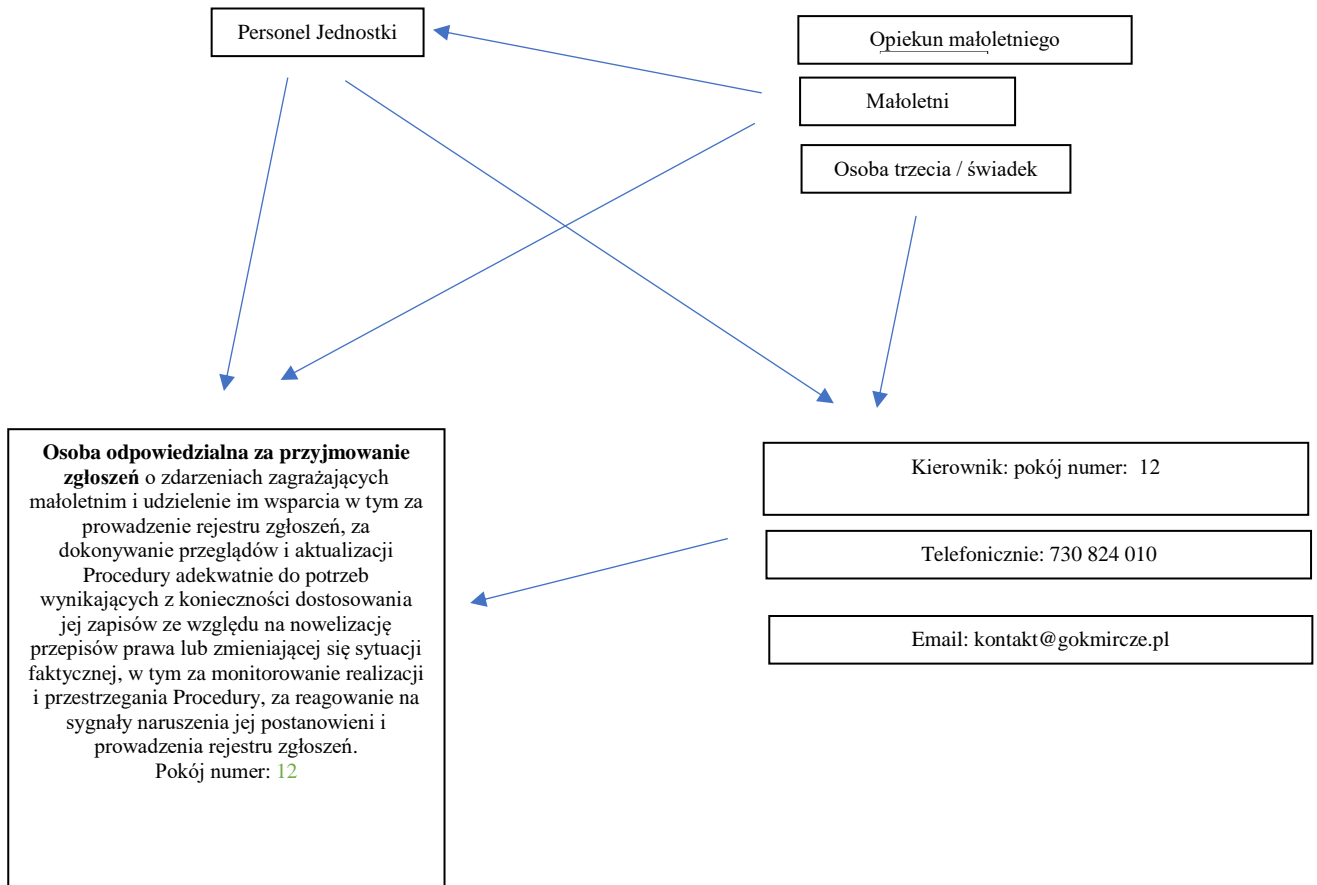 Personel Jednostki
Opiekun małoletniego
Małoletni
Osoba trzecia / świadek
Osoba odpowiedzialna za przyjmowanie
zgłoszeń o zdarzeniach zagrażających
małoletnim i udzielenie im wsparcia w tym za
prowadzenie rejestru zgłoszeń, za
dokonywanie przeglądów i aktualizacji
Procedury adekwatnie do potrzeb
wynikających z konieczności dostosowania
jej zapisów ze względu na nowelizację
przepisów prawa lub zmieniającej się sytuacji
faktycznej, w tym za monitorowanie realizacji
i przestrzegania Procedury, za reagowanie na
sygnały naruszenia jej postanowieni i
prowadzenia rejestru zgłoszeń.
Pokój numer: 12
Kierownik: pokój numer: 12
Telefonicznie: 730 824 010
Email: kontakt@gokmircze.pl